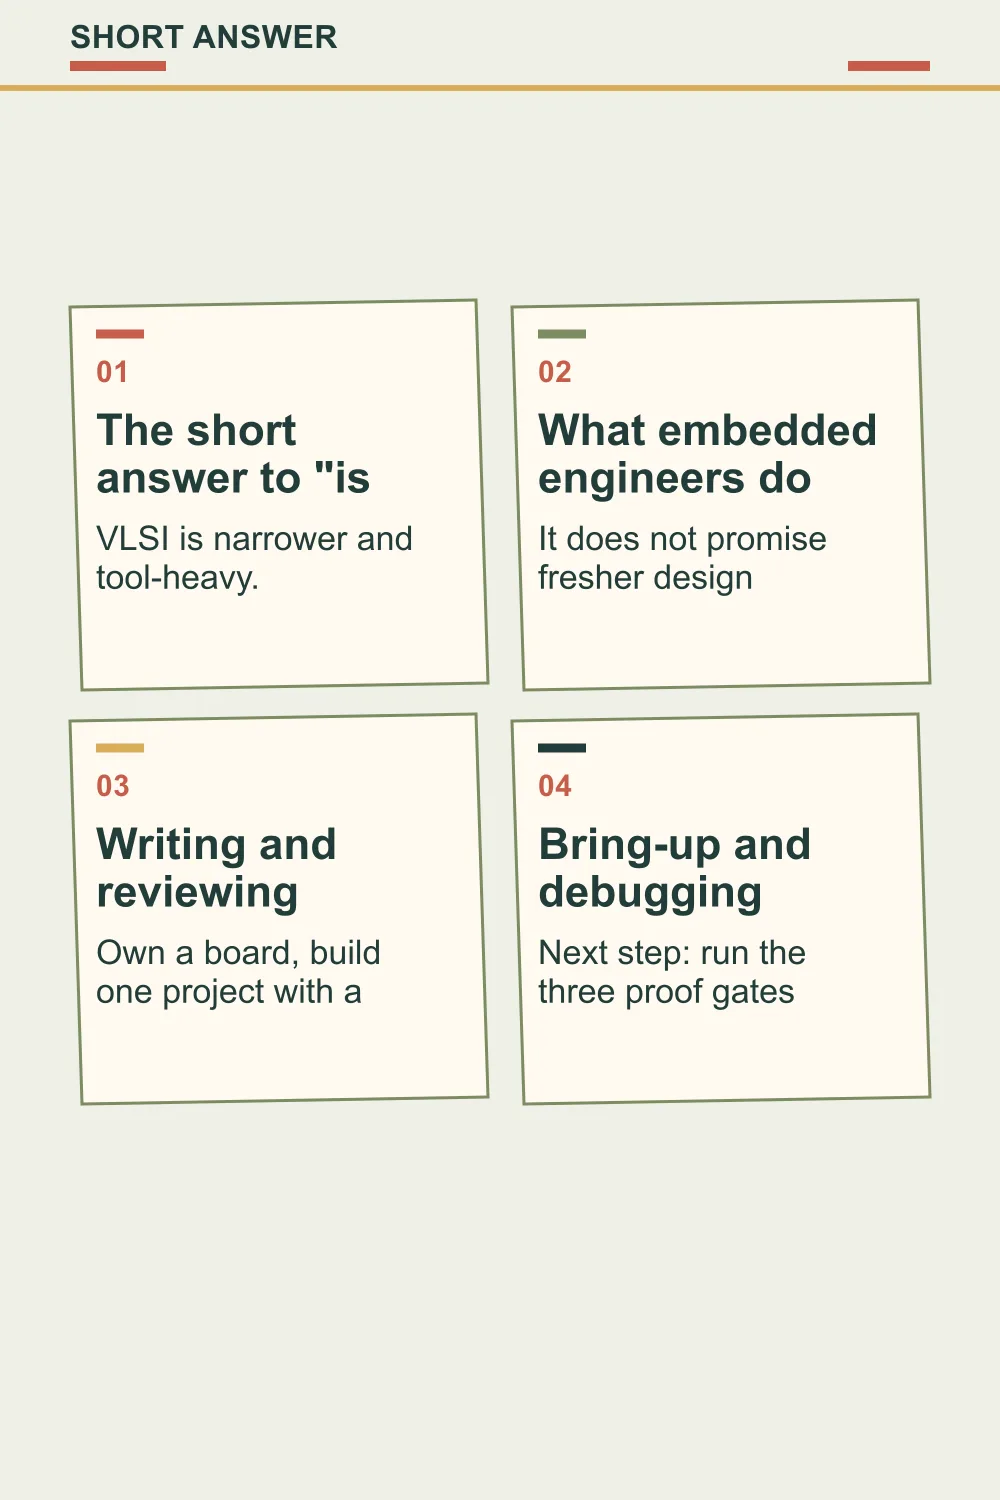 SHORT ANSWER
01
The short
answer to "is
VLSI is narrower and
tool-heavy.
02
What embedded
engineers do
It does not promise
fresher design
03
Writing and
reviewing
Own a board, build
one project with a
04
Bring-up and
debugging
Next step: run the
three proof gates